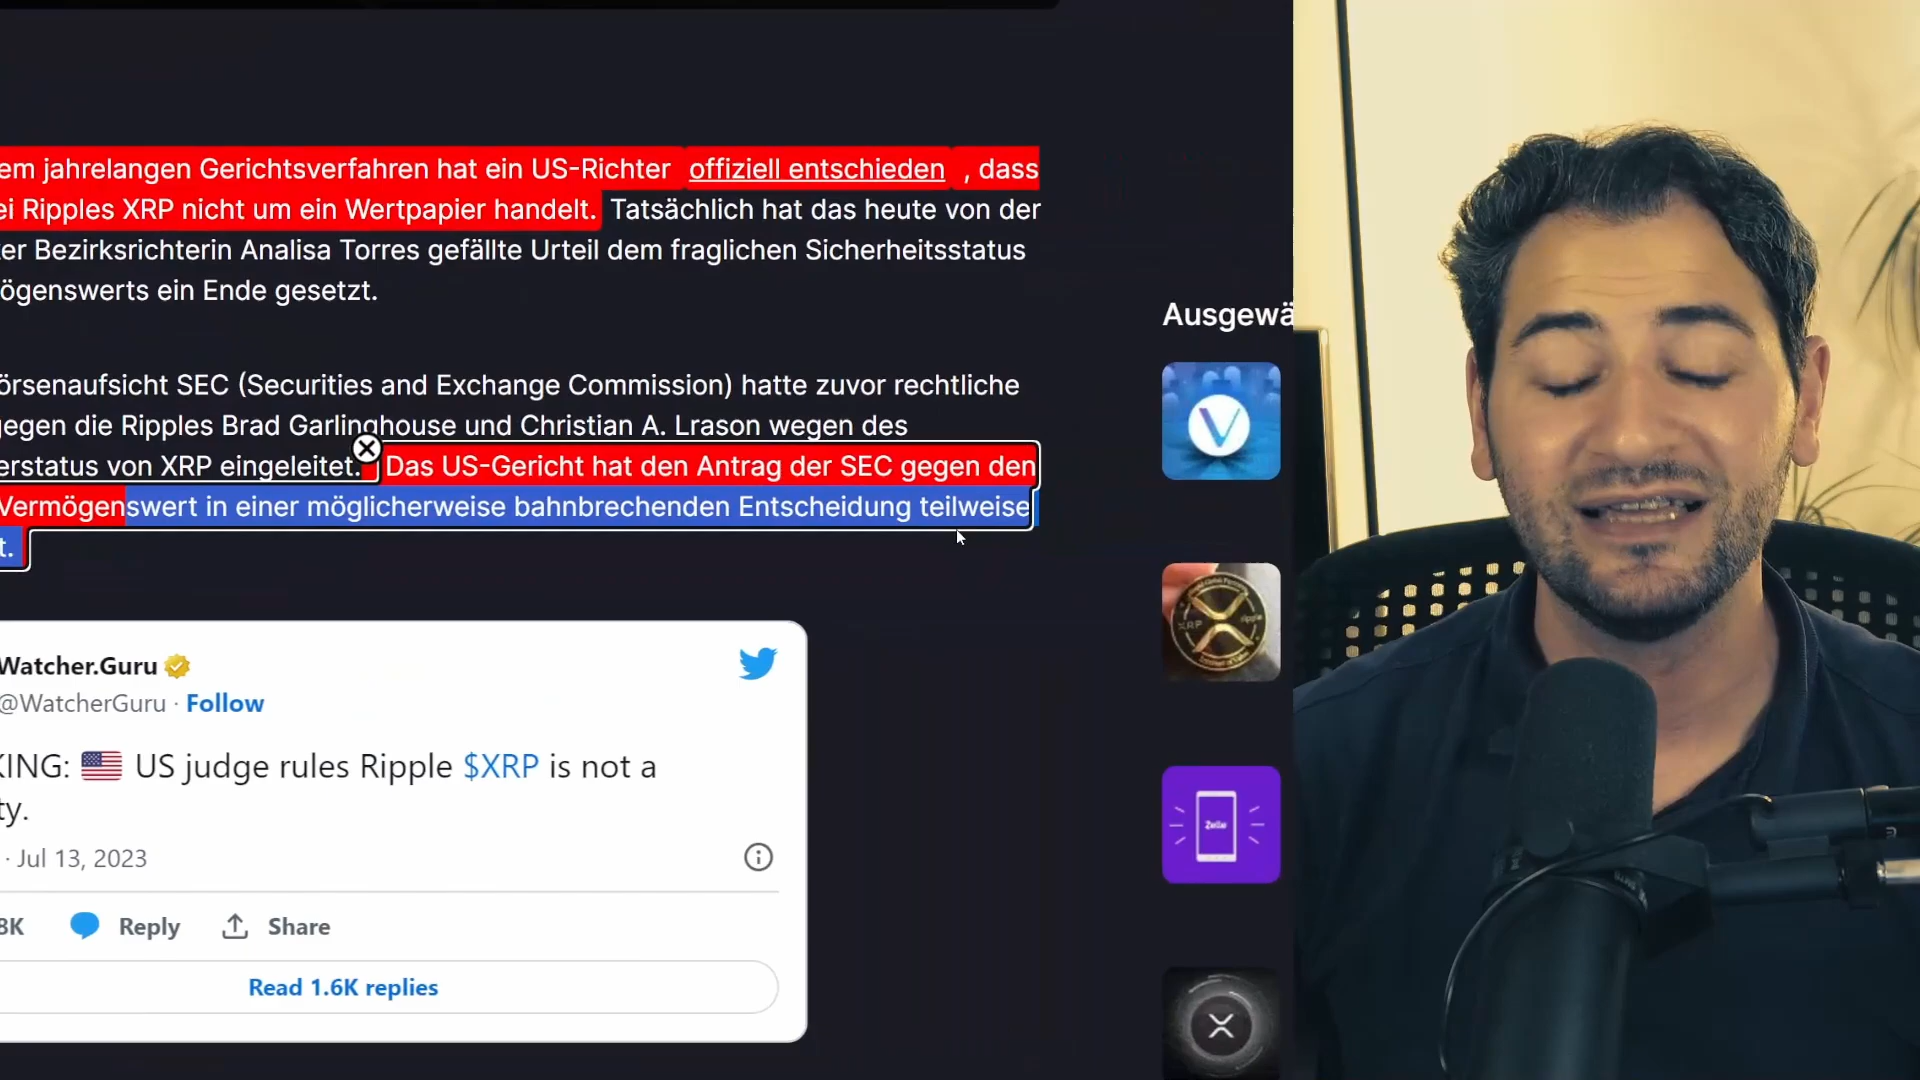 em jahrelangen Gerichtsverfahren hat ein US-Richter offiziell entschieden , dass
ei Ripples XRP nicht um ein Wertpapier handelt. Tatsächlich hat das heute von der
er Bezirksrichterin Analisa Torres gefällte Urteil dem fraglichen Sicherheitsstatus
ögenswerts ein Ende gesetzt.
Ausgewä
örsenaufsicht SEC (Securities and Exchange Commission) hatte zuvor rechtliche
gegen die Ripples Brad Garlinghouse und Christian A. Lrason wegen des
erstatus von XRP eingeleitet. Das US-Gericht hat den Antrag der SEC gegen den
Vermögenswert in einer möglicherweise bahnbrechenden Entscheidung teilweise
t.
Watcher.Guru
@WatcherGuru · Follow
KING: US judge rules Ripple $XRP is not a
ty.
· Jul 13, 2023
8K Reply Share
Read 1.6K replies
XRP
ripple
Zelle